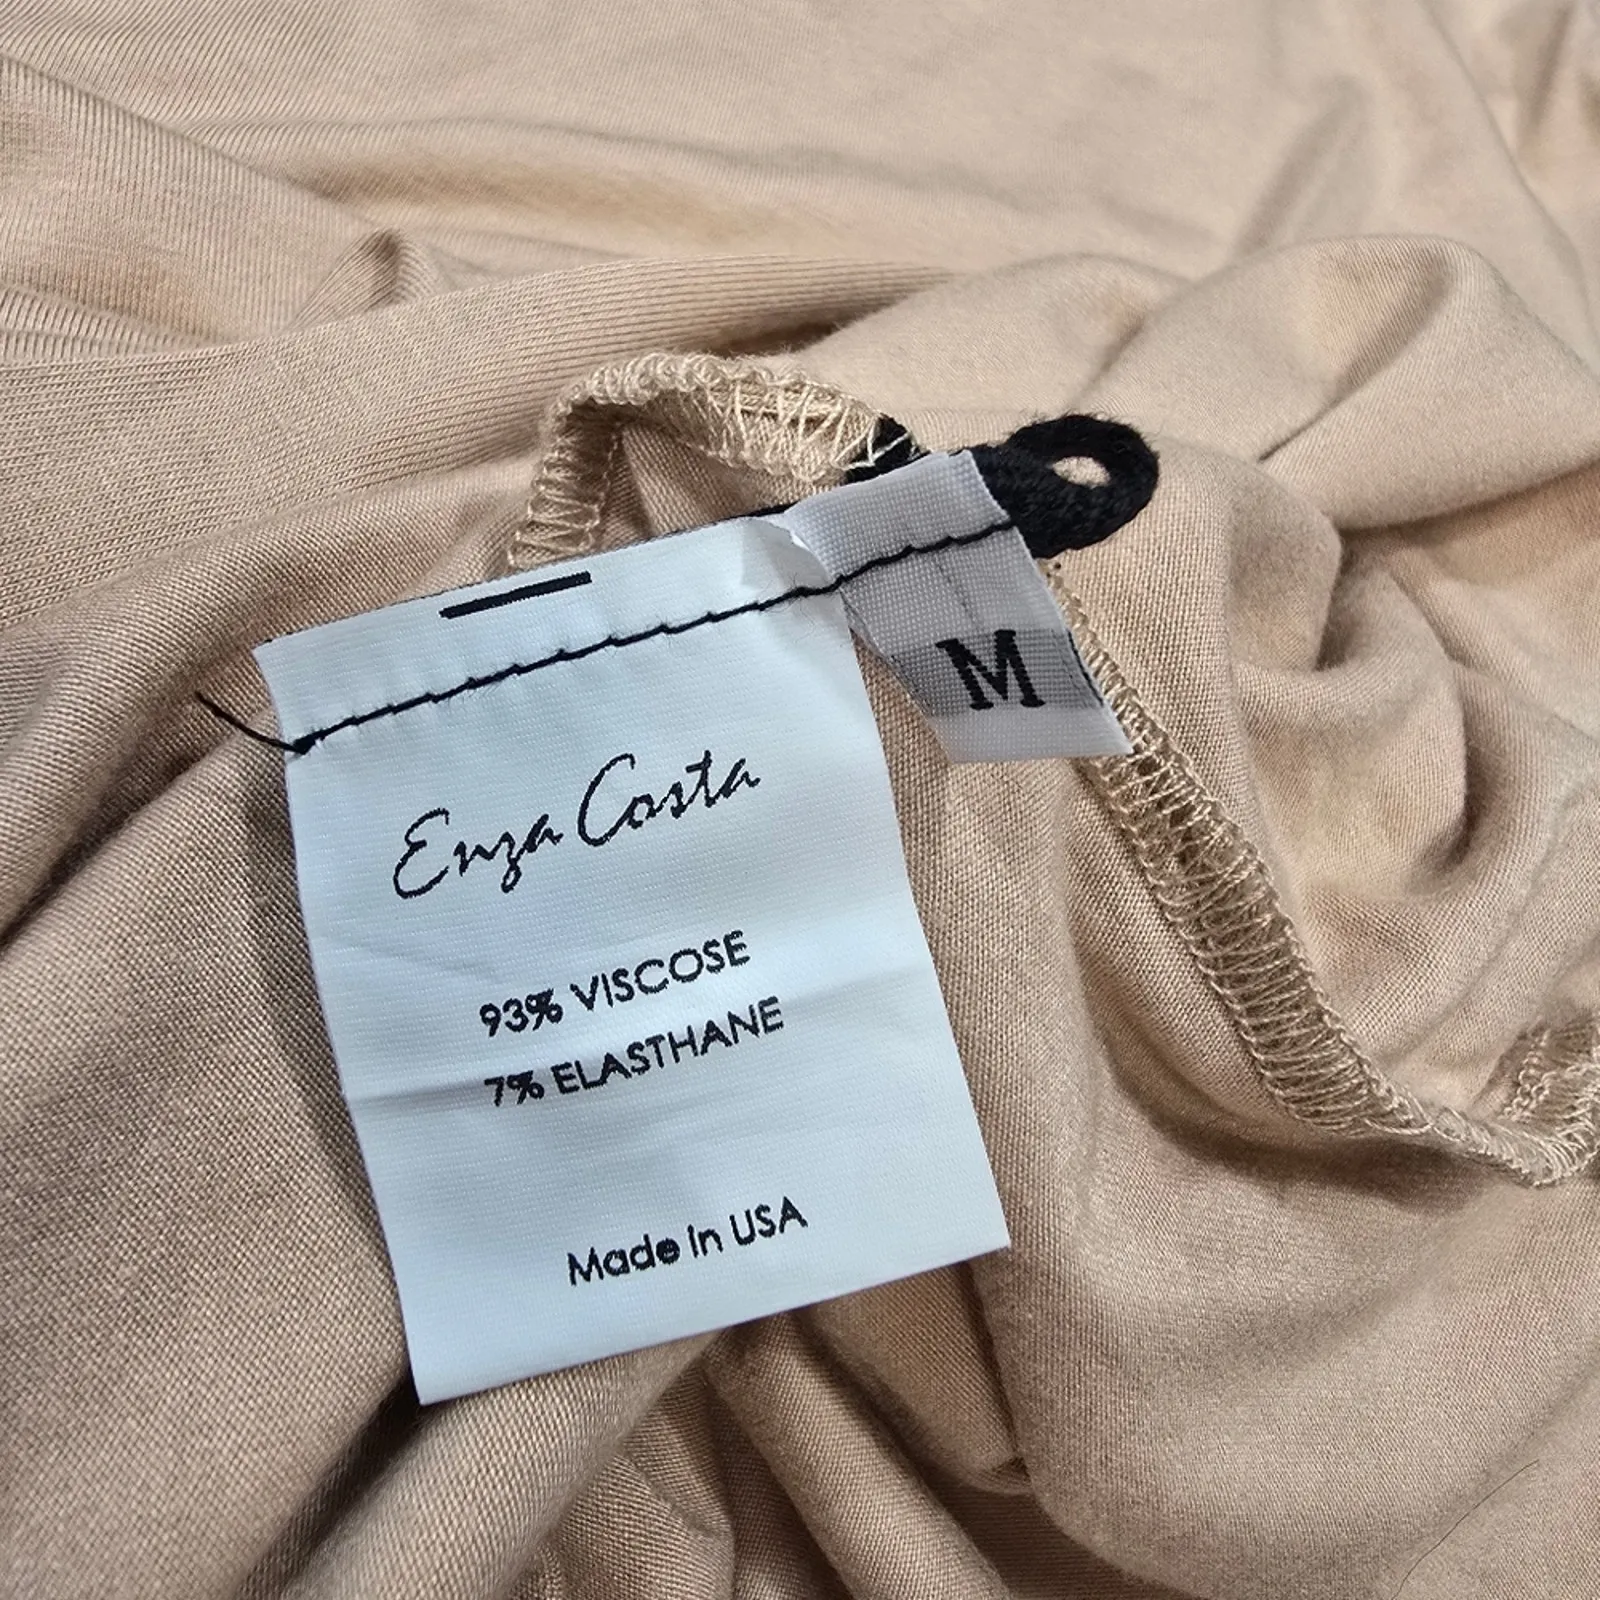 M
Enza Costa
93% VISCOSE
7% ELASTHANE
Made in USA